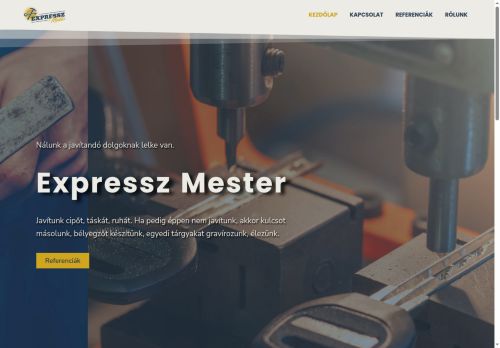 EXPRESSZ
Mester
KEZDŐLAP
KAPCSOLAT
REFERENCIÁK
RÓLUNK
Nálunk a javítandó dolgoknak lelke van.
Expressz Mester
Javítunk cipőt, táskát, ruhát. Ha pedig éppen nem javítunk, akkor kulcsot
másolunk, bélyegzőt készítünk, egyedi tárgyakat gravírozunk, élezünk.
Referenciák